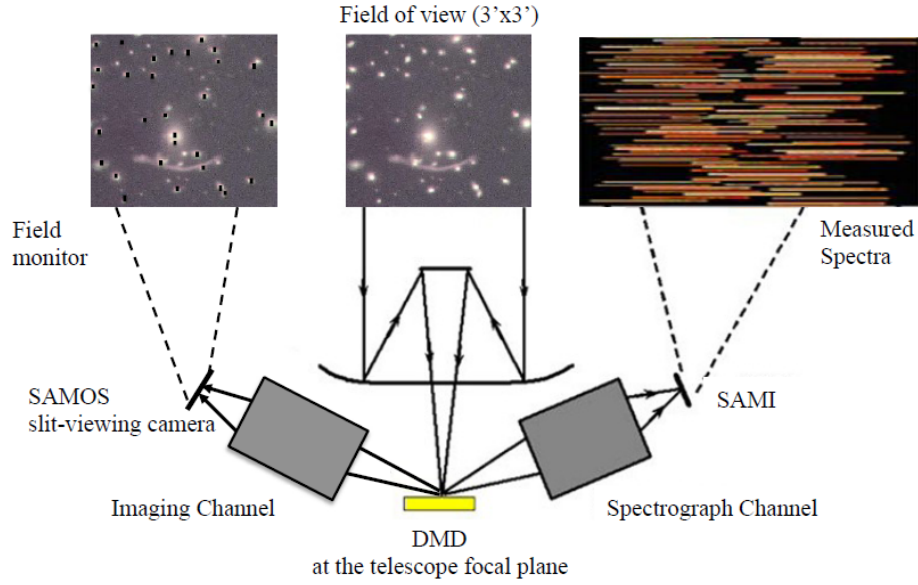 Field of view (3’x3’)
Field
monitor
Measured
Spectra
SAMOS
slit-viewing camera
SAMI
Imaging Channel
Spectrograph Channel
DMD
at the telescope focal plane